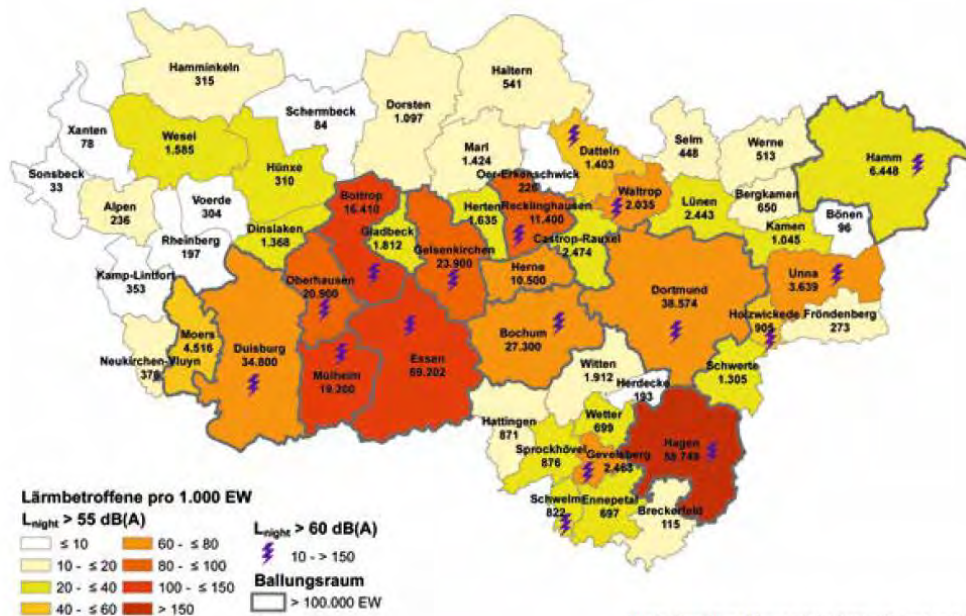 Hamminkeln
315
Haltern
541
Schermbeck
84
Dorsten
1.097
Xanten
78
Wesel
1.585
Marl
1.424
Datteln
1.403
Selm
448
Werne
513
Hamm
6.448
Sonsbeck
33
Hünxe
310
Oer-Erkenschwick
226
Alpen
236
Voerde
304
Bottrop
16.410
Herten
1.635
Recklinghausen
11.400
Waltrop
2.035
Lünen
2.443
Bergkamen
650
Bönen
96
Rheinberg
197
Dinslaken
1.368
Gladbeck
1.812
Gelsenkirchen
23.900
Castrop-Rauxel
2.474
Kamen
1.045
Kamp-Lintfort
353
Oberhausen
20.900
Herne
10.500
Dortmund
38.574
Unna
3.639
Moers
4.516
Duisburg
34.800
Bochum
27.300
Holzwickede
905
Fröndenberg
273
Neukirchen-Vluyn
Mülheim
Essen
Witten
1.912
Herdecke
193
Schwerte
1.305
Hattingen
871
Wetter
699
Sprockhövel
876
Gevelsberg
2.463
Hagen
Schwelm
822
Ennepetal
697
Breckerfeld
115
Lärmbetroffene pro 1.000 EW
L night > 55 dB(A)
≤ 10
10 - ≤ 20
20 - ≤ 40
40 - ≤ 60
60 - ≤ 80
80 - ≤ 100
100 - ≤ 150
> 150
L night > 60 dB(A)
10 - > 150
Ballungsraum
> 100.000 EW